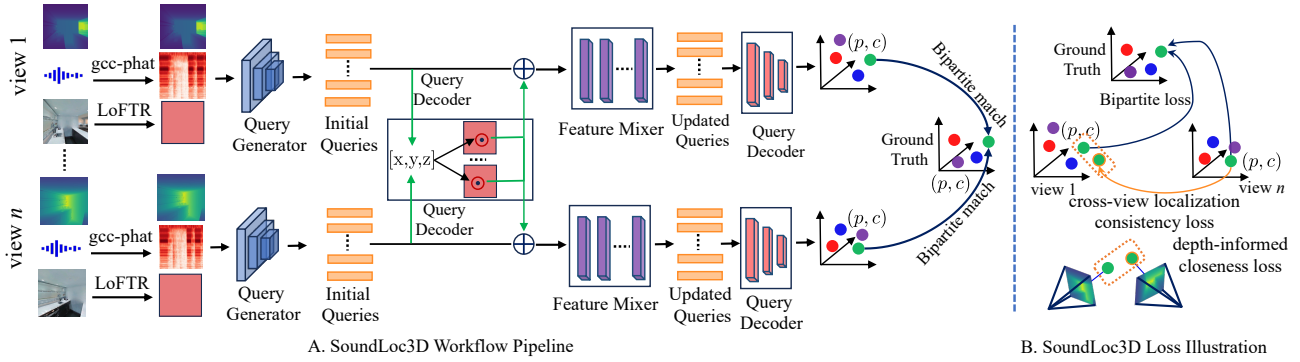 view 1
gcc-phat
LoFTR
Query
Generator
Initial
Queries
Query
Decoder
[x,y,z]
Query
Decoder
Feature Mixer
Updated
Queries
Query
Decoder
(p, c)
Bipartite match
Ground
Truth
(p, c)
view n
gcc-phat
LoFTR
Query
Generator
Initial
Queries
Feature Mixer
Updated
Queries
Query
Decoder
(p, c)
Bipartite match
A. SoundLoc3D Workflow Pipeline
Ground
Truth
Bipartite loss
(p, c)
view 1
(p, c)
view n
cross-view localization
consistency loss
depth-informed
closeness loss
B. SoundLoc3D Loss Illustration